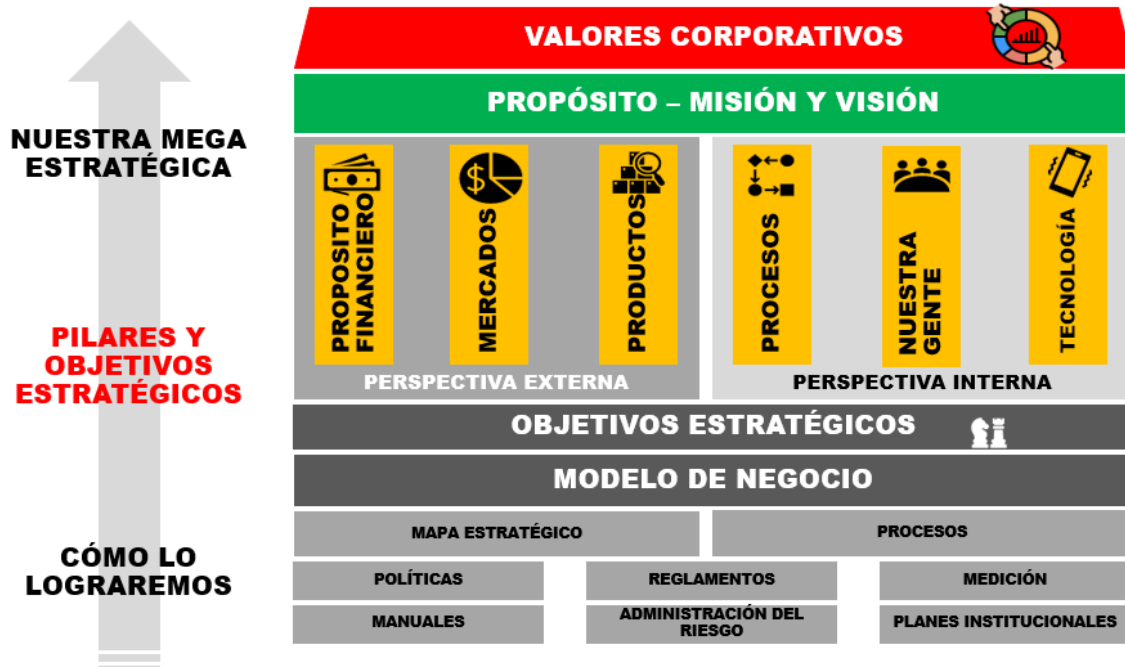 VALORES CORPORATIVOS
PROPÓSITO – MISIÓN Y VISIÓN
NUESTRA MEGA
ESTRATÉGICA
PROPOSITO
FINANCIERO
MERCADOS
PRODUCTOS
PROCESOS
NUESTRA
GENTE
TECNOLOGÍA
PERSPECTIVA EXTERNA
PERSPECTIVA INTERNA
PILARES Y
OBJETIVOS
ESTRATÉGICOS
OBJETIVOS ESTRATÉGICOS
MODELO DE NEGOCIO
CÓMO LO
LOGRAREMOS
MAPA ESTRATÉGICO
PROCESOS
POLÍTICAS
REGLAMENTOS
MEDICIÓN
MANUALES
ADMINISTRACIÓN DEL
RIESGO
PLANES INSTITUCIONALES